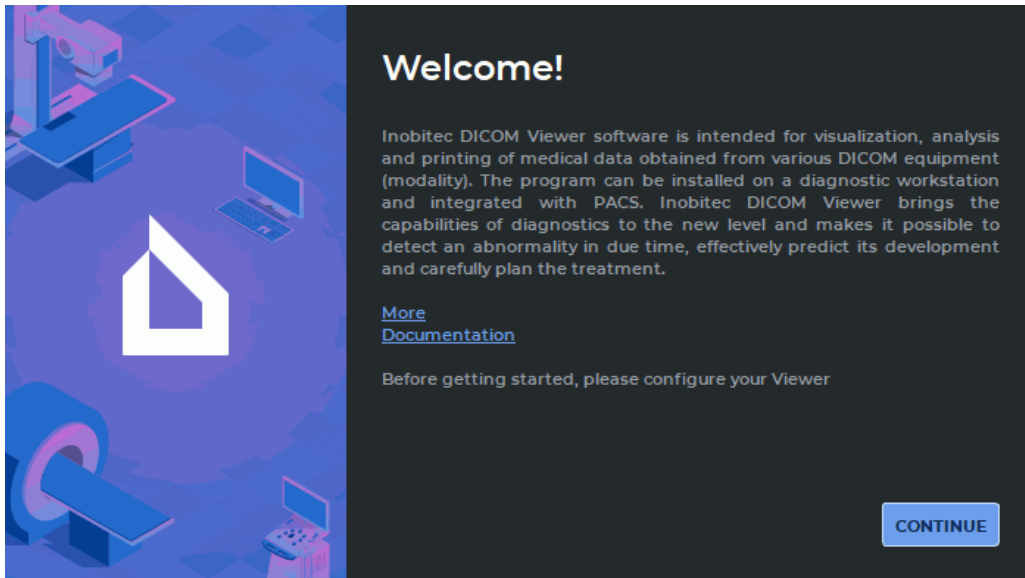 Welcome!
Inobitec DICOM Viewer software is intended for visualization, analysis
and printing of medical data obtained from various DICOM equipment
(modality). The program can be installed on a diagnostic workstation
and integrated with PACS. Inobitec DICOM Viewer brings the
capabilities of diagnostics to the new level and makes it possible to
detect an abnormality in due time, effectively predict its development
and carefully plan the treatment.
More
Documentation
Before getting started, please configure your Viewer
CONTINUE